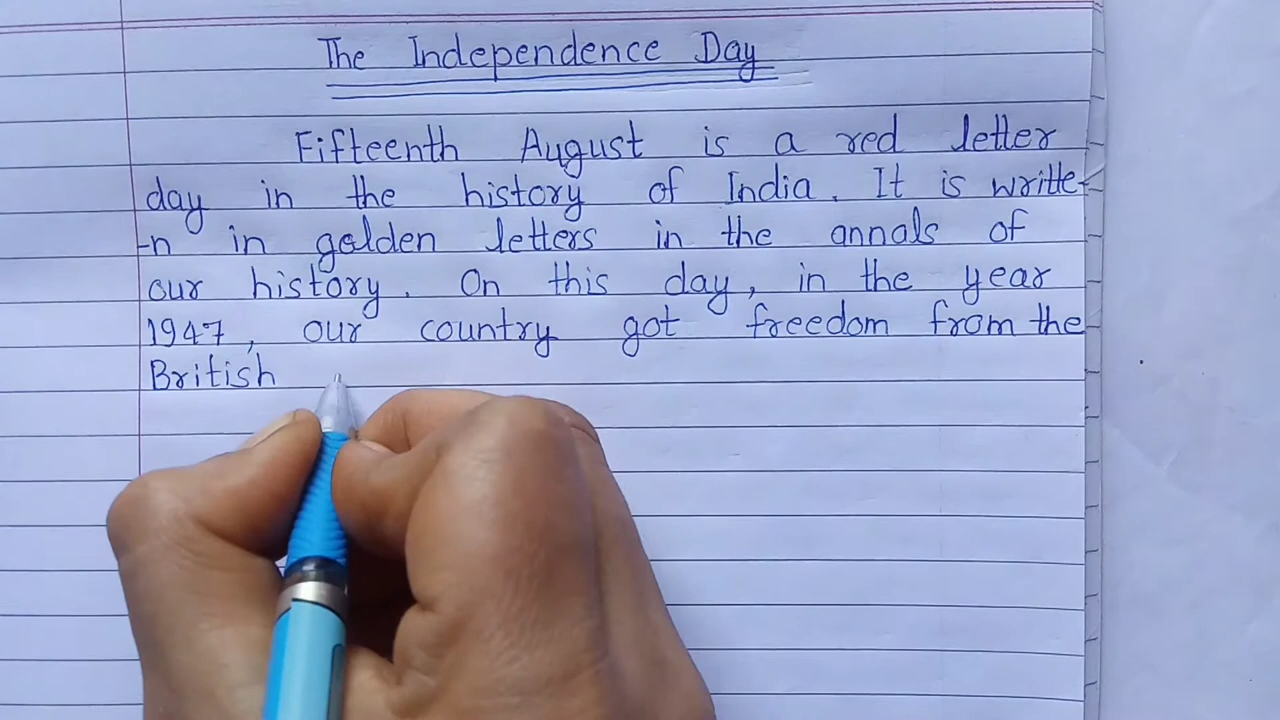 The Independence Day
Fifteenth August is a red letter
day in the history of India. It is writte-
-n in golden letters in the annals of
our history. On this day, in the year
1947, our country got freedom from the
British